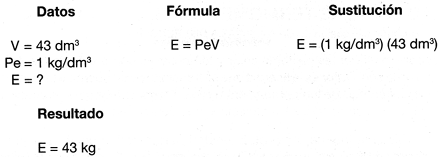 Datos
Fórmula
Sustitución
V = 43 dm³
Pe = 1 kg/dm³
E = ?
E = PeV
E = (1 kg/dm³) (43 dm³)
Resultado
E = 43 kg